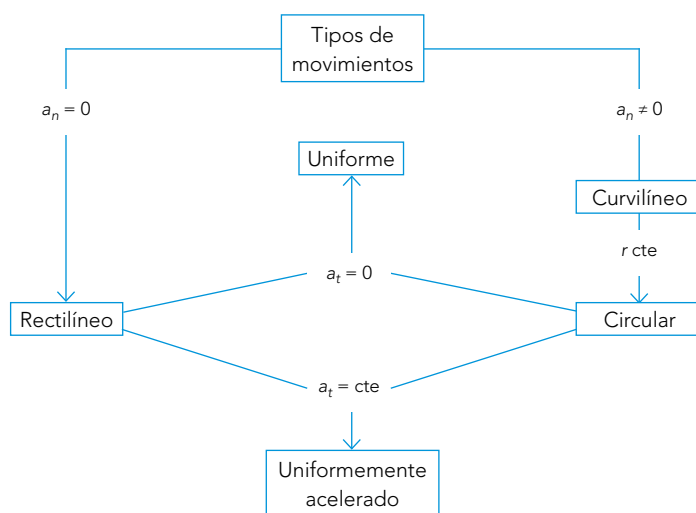 Tipos de
movimientos
aₙ = 0
aₙ ≠ 0
Uniforme
Curvilíneo
r cte
aₜ = 0
Rectilíneo
Circular
aₜ = cte
Uniformemente
acelerado